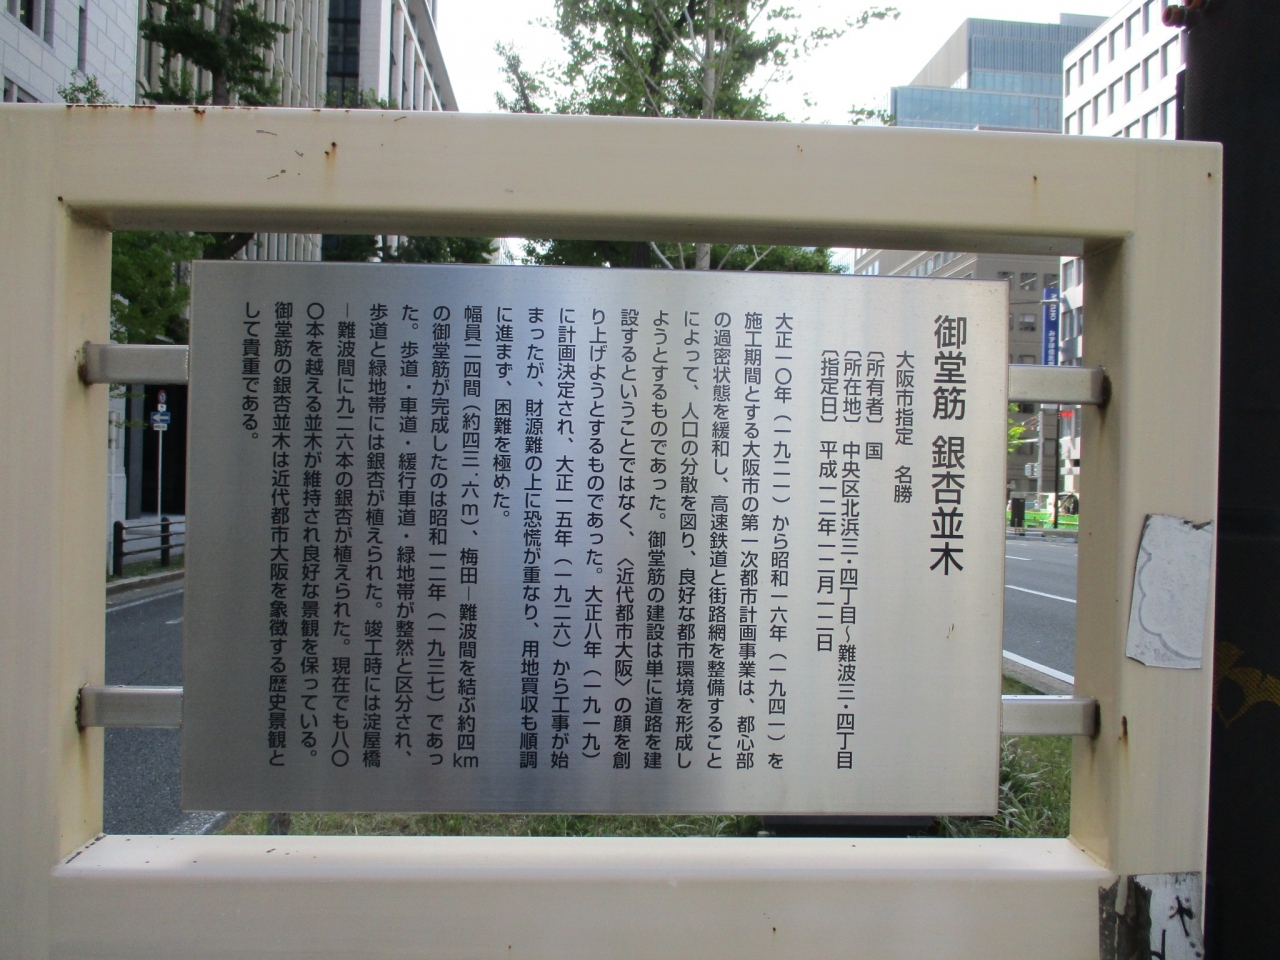 御堂筋 銀杏並木
大阪市指定 名勝
〔所有者〕 国
〔所在地〕 中央区北浜三・四丁目～難波三・四丁目
〔指定日〕 平成一二年一二月一二日
大正一〇年（一九二一）から昭和一六年（一九四一）を
施工期間とする大阪市の第一次都市計画事業は、都心部
の過密状態を緩和し、高速鉄道と街路網を整備すること
によって、人口の分散を図り、良好な都市環境を形成し
ようとするものであった。御堂筋の建設は単に道路を建
設するということではなく、〈近代都市大阪〉の顔を創
り上げようとするものであった。大正八年（一九一九）
に計画決定され、大正一五年（一九二六）から工事が始
まったが、財源難の上に恐慌が重なり、用地買収も順調
に進まず、困難を極めた。
幅員二四間（約四三．六m）、梅田―難波間を結ぶ約四km
の御堂筋が完成したのは昭和一二年（一九三七）であっ
た。歩道・車道・緩行車道・緑地帯が整然と区分され、
歩道と緑地帯には銀杏が植えられた。竣工時には淀屋橋
―難波間に九二六本の銀杏が植えられた。現在でも八〇
〇本を越える並木が維持され良好な景観を保っている。
御堂筋の銀杏並木は近代都市大阪を象徴する歴史景観と
して貴重である。